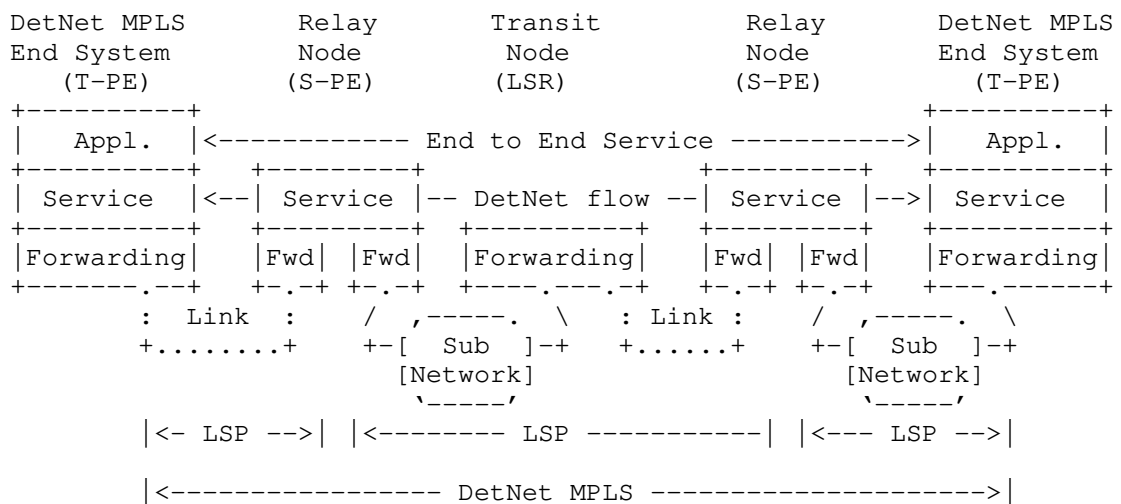 DetNet MPLS       Relay       Transit         Relay       DetNet MPLS
End System        Node         Node           Node        End System
   (T-PE)        (S-PE)        (LSR)         (S-PE)         (T-PE)
+----------+                                             +----------+
|   Appl.  |<------------ End to End Service ----------->|   Appl.  |
+----------+   +---------+                 +---------+   +----------+
| Service  |<--| Service |-- DetNet flow --| Service |-->| Service  |
+----------+   +---------+  +----------+   +---------+   +----------+
|Forwarding|   |Fwd| |Fwd|  |Forwarding|   |Fwd| |Fwd|   |Forwarding|
+-------.--+   +-.-+ +-.-+  +----.---.-+   +-.-+ +-.-+   +---.------+
        :  Link  :    /  ,-----.  \   : Link :    /  ,-----.  \
        +........+    +-[  Sub  ]-+   +......+    +-[  Sub  ]-+
                        [Network]                   [Network]
                         `-----'                     `-----'
        |<- LSP -->| |<-------- LSP -----------| |<--- LSP -->|
        |<----------------- DetNet MPLS --------------------->|